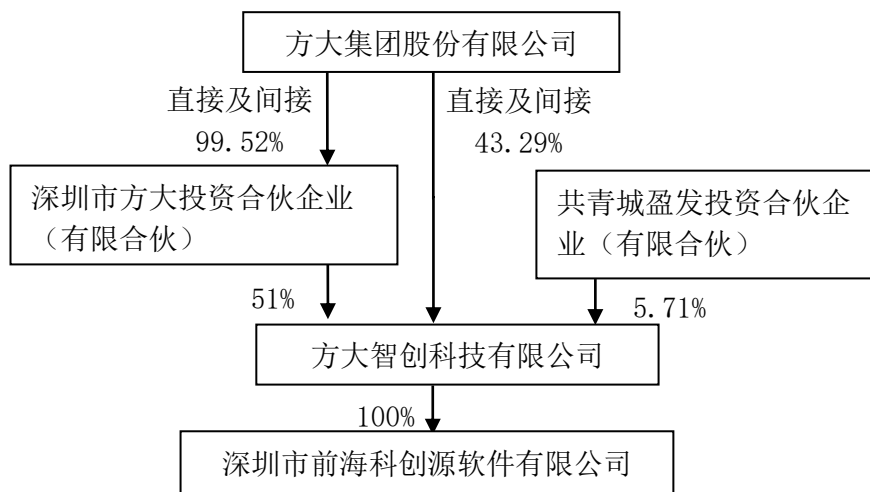 方大集团股份有限公司
直接及间接
99.52%
直接及间接
43.29%
深圳市方大投资合伙企业
（有限合伙）
共青城盈发投资合伙企
业（有限合伙）
51%
5.71%
方大智创科技有限公司
100%
深圳市前海科创源软件有限公司